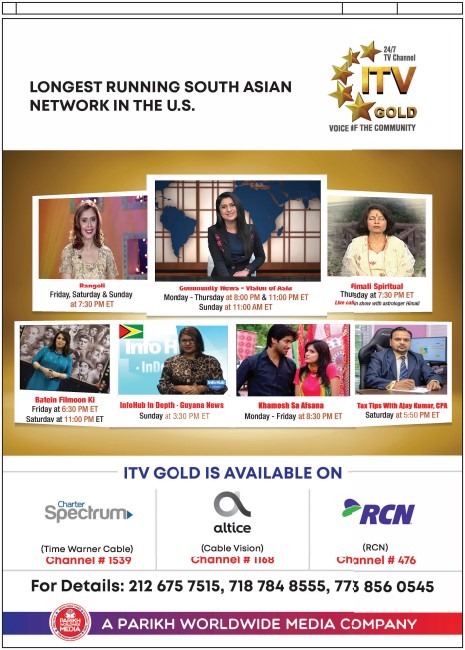 LONGEST RUNNING SOUTH ASIAN
NETWORK IN THE U.S.
24/7
TV Channel
ITV
GOLD
VOICE OF THE COMMUNITY
Rangoli
Friday, Saturday & Sunday
at 7:30 PM ET
Community News - Vision of Asia
Monday - Thursday at 8:00 PM & 11:00 PM ET
Sunday at 11:00 AM ET
Himali Spiritual
Thusday at 7:30 PM ET
Live call in show with astrologer Himali
Batein Filmoon Ki
Friday at 6:30 PM ET
Saturday at 11:00 PM ET
Info Hub
· InDe
InfoHub In Depth - Guyana News
Sunday at 3:30 PM ET
Khamosh Sa Afsana
Monday - Friday at 8:30 PM ET
Tax Tips With Ajay Kumar, CPA
Saturday at 5:50 PM ET
ITV GOLD IS AVAILABLE ON
Charter
Spectrum
(Time Warner Cable)
Channel # 1539
altice
(Cable Vision)
Channel # 1168
RCN
(RCN)
Channel # 476
For Details: 212 675 7515, 718 784 8555, 773 856 0545
PARIKH
WORLDWIDE
MEDIA
A PARIKH WORLDWIDE MEDIA COMPANY